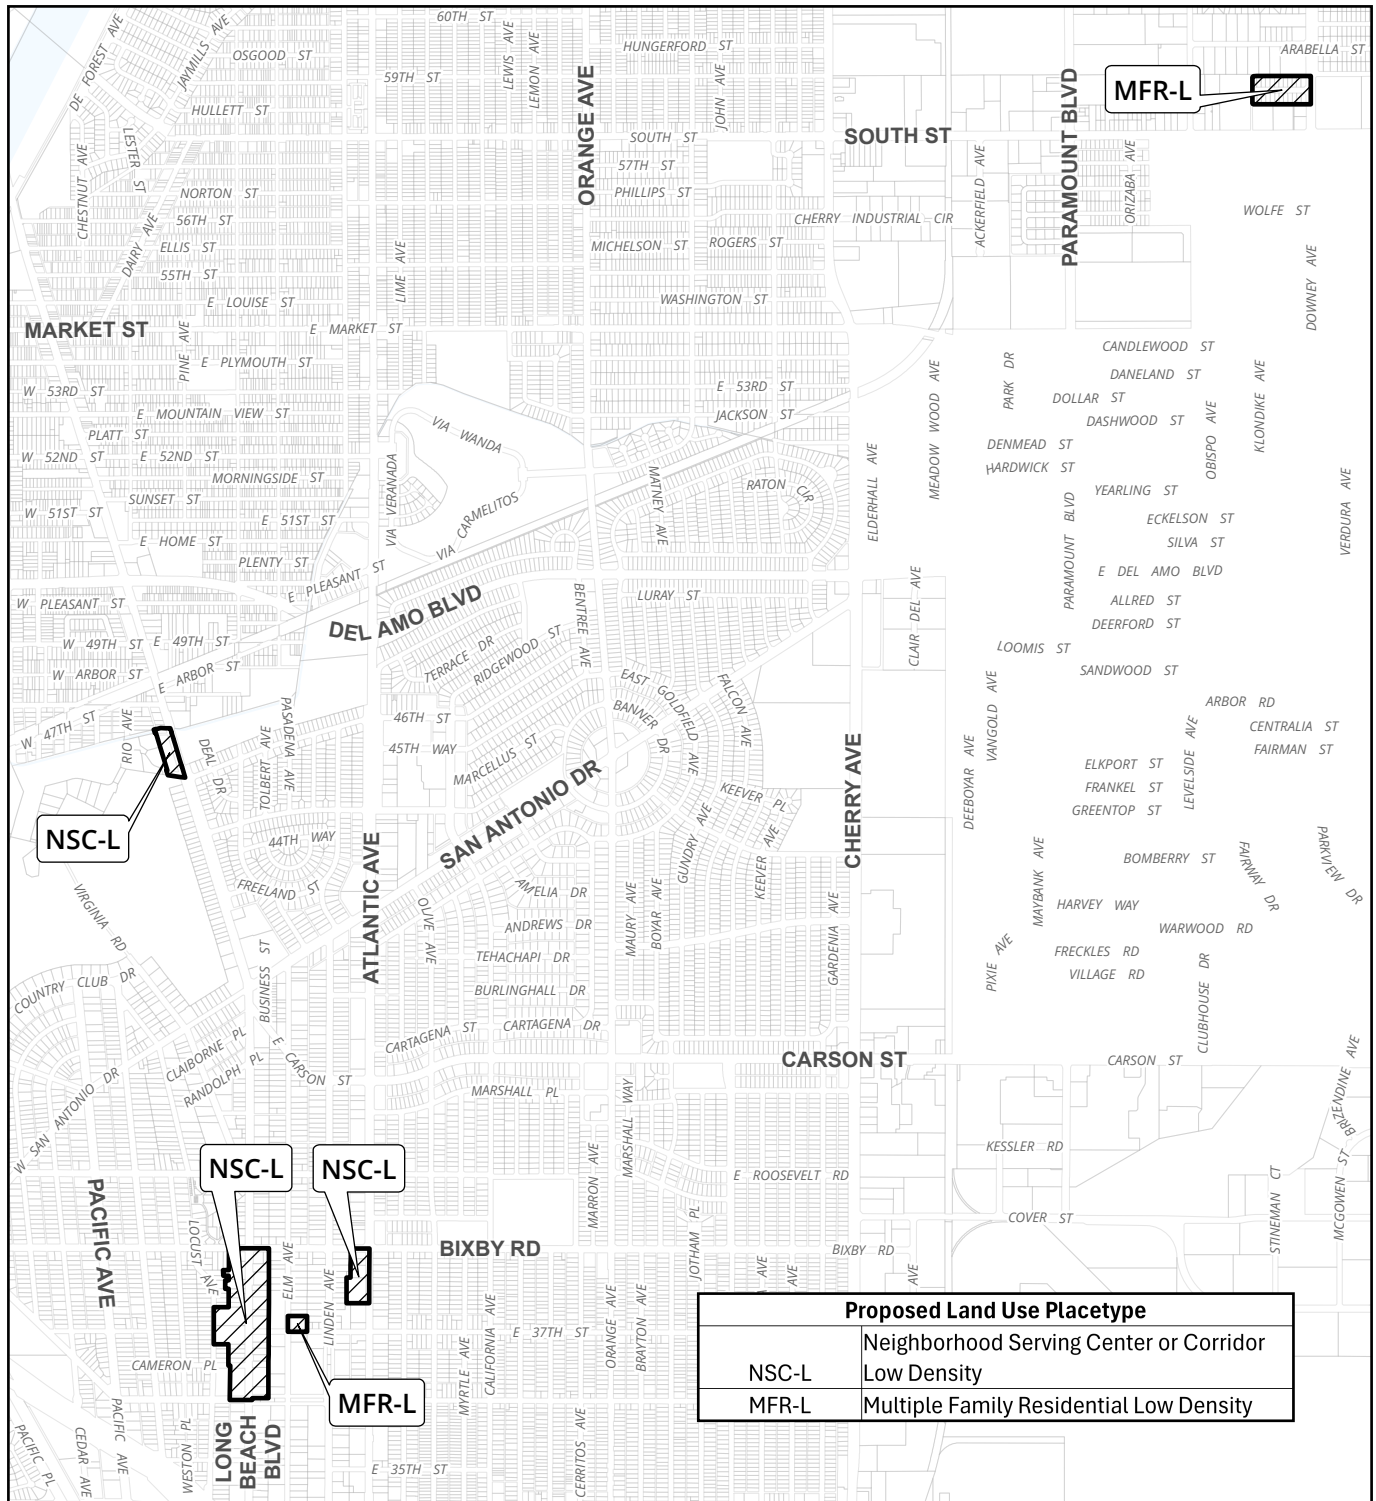 60TH ST
DE FOREST AVE
JAYMILLS AVE
OSGOOD ST
LEWIS AVE
LEMON AVE
HUNGERFORD ST
ARABELLA ST
59TH ST
ORANGE AVE
JOHN AVE
PARAMOUNT BLVD
MFR-L
HULLETT ST
LESTER ST
CHESTNUT AVE
SOUTH ST
SOUTH ST
57TH ST
PHILLIPS ST
ACKERFIELD AVE
ORIZABA AVE
NORTON ST
56TH ST
DAIRY AVE
CHERRY INDUSTRIAL CIR
WOLFE ST
ELLIS ST
MICHELSON ST
ROGERS ST
55TH ST
LIME AVE
DOWNEY AVE
E LOUISE ST
WASHINGTON ST
MARKET ST
E MARKET ST
PINE AVE
E PLYMOUTH ST
CANDLEWOOD ST
DANELAND ST
PARK DR
MEADOW WOOD AVE
KLONDIKE AVE
W 53RD ST
E 53RD ST
DOLLAR ST
E MOUNTAIN VIEW ST
JACKSON ST
DASHWOOD ST
OBISPO AVE
PLATT ST
VIA WANDA
DENMEAD ST
W 52ND ST
E 52ND ST
HARDWICK ST
ELDERHALL AVE
MORNINGSIDE ST
VIA VERANADA
MATNEY AVE
RATON CIR
YEARLING ST
SUNSET ST
W 51ST ST
E 51ST ST
VIA CARMELITOS
PARAMOUNT BLVD
ECKELSON ST
VERDURA AVE
E HOME ST
SILVA ST
PLENTY ST
E PLEASANT ST
E DEL AMO BLVD
W PLEASANT ST
DEL AMO BLVD
BENTREE AVE
LURAY ST
CLAIR DEL AVE
ALLRED ST
DEERFORD ST
W 49TH ST
E 49TH ST
TERRACE DR
RIDGEWOOD ST
LOOMIS ST
W ARBOR ST
E ARBOR ST
EAST GOLDFIELD AVE
FALCON AVE
SANDWOOD ST
W 47TH ST
RIO AVE
PASADENA AVE
46TH ST
BANNER DR
VANGOLD AVE
ARBOR RD
CENTRALIA ST
DEAL DR
TOLBERT AVE
45TH WAY
MARCELLUS ST
LEVELSIDE AVE
FAIRMAN ST
ELKPORT ST
NSC-L
SAN ANTONIO DR
KEEVER PL
CHERRY AVE
DEEBOYAR AVE
FRANKEL ST
GREENTOP ST
44TH WAY
ATLANTIC AVE
GUNDRY AVE
KEEVER AVE
MAYBANK AVE
BOMBERRY ST
FAIRWAY DR
PARKVIEW DR
VIRGINIA RD
FREELAND ST
AMELIA DR
MAURY AVE
BOYAR AVE
HARVEY WAY
OLIVE AVE
ANDREWS DR
GARDENIA AVE
WARWOOD RD
BUSINESS ST
TEHACHAPI DR
PIXIE AVE
FRECKLES RD
COUNTRY CLUB DR
BURLINGHALL DR
VILLAGE RD
CLUBHOUSE DR
CLAIBORNE PL
E CARSON ST
CARTAGENA ST
CARTAGENA DR
CARSON ST
CARSON ST
RANDOLPH PL
W SAN ANTONIO DR
MARSHALL PL
MARSHALL WAY
BRIZENDINE AVE
NSC-L
NSC-L
MARRON AVE
E ROOSEVELT RD
KESSLER RD
PACIFIC AVE
LOCUST AVE
JOTHAM PL
COVER ST
STINEMAN CT
MCGOWEN ST
ELM AVE
BIXBY RD
BIXBY RD
LINDEN AVE
AVE
AVE
AVE
CALIFORNIA AVE
E 37TH ST
ORANGE AVE
BRAYTON AVE
MYRTLE AVE
CAMERON PL
MFR-L
PACIFIC PL
CEDAR AVE
PACIFIC AVE
WESTON PL
LONG
BEACH
BLVD
E 35TH ST
CERRITOS AVE
Proposed Land Use Placetype
Neighborhood Serving Center or Corridor
NSC-L Low Density
MFR-L Multiple Family Residential Low Density